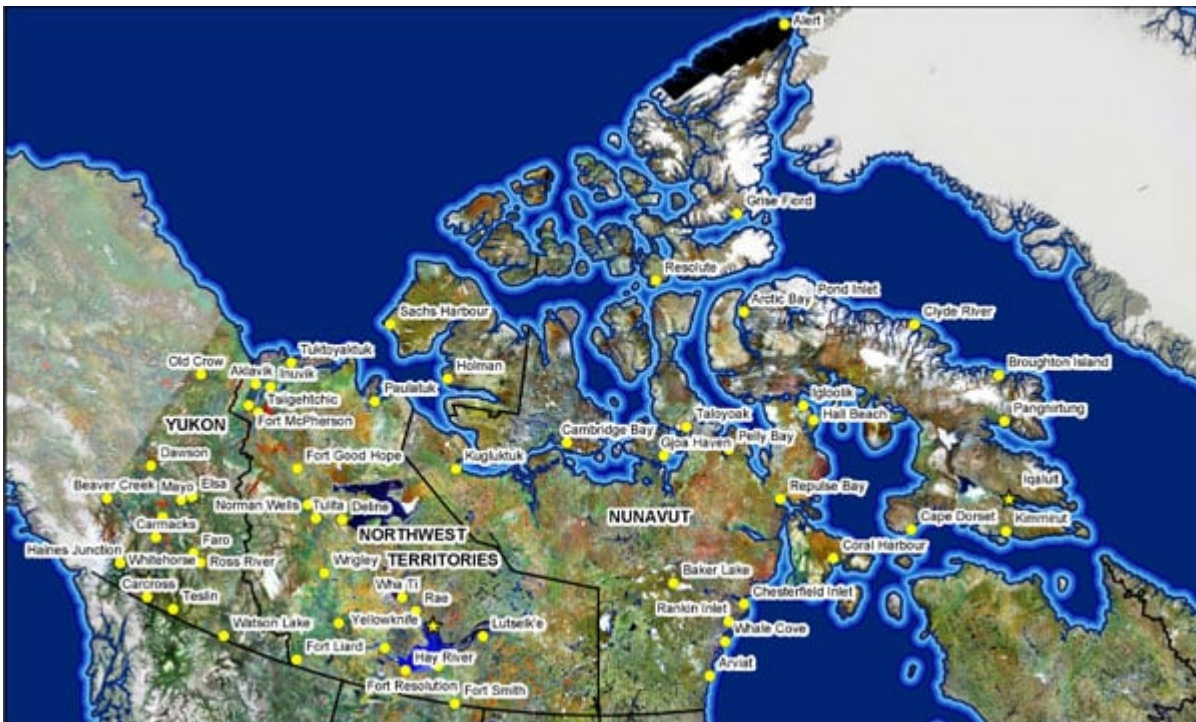 Alert
Grise Fiord
Resolute
Arctic Bay
Pond Inlet
Clyde River
Sachs Harbour
Tuktoyaktuk
Holman
Broughton Island
Old Crow
Aklavik
Inuvik
Paulatuk
Tsiigehtchic
Fort McPherson
Igloolik
Hall Beach
Pangnirtung
YUKON
Taloyoak
Cambridge Bay
Gjoa Haven
Pelly Bay
Dawson
Fort Good Hope
Kugluktuk
Beaver Creek
Mayo
Elsa
Iqaluit
Repulse Bay
Norman Wells
Tulita
Deline
NUNAVUT
Carmacks
NORTHWEST
TERRITORIES
Cape Dorset
Kimmirut
Faro
Haines Junction
Whitehorse
Ross River
Wrigley
Coral Harbour
Baker Lake
Carcross
Teslin
Wha Ti
Rae
Chesterfield Inlet
Rankin Inlet
Watson Lake
Yellowknife
Lutselk'e
Whale Cove
Fort Liard
Hay River
Arviat
Fort Resolution
Fort Smith